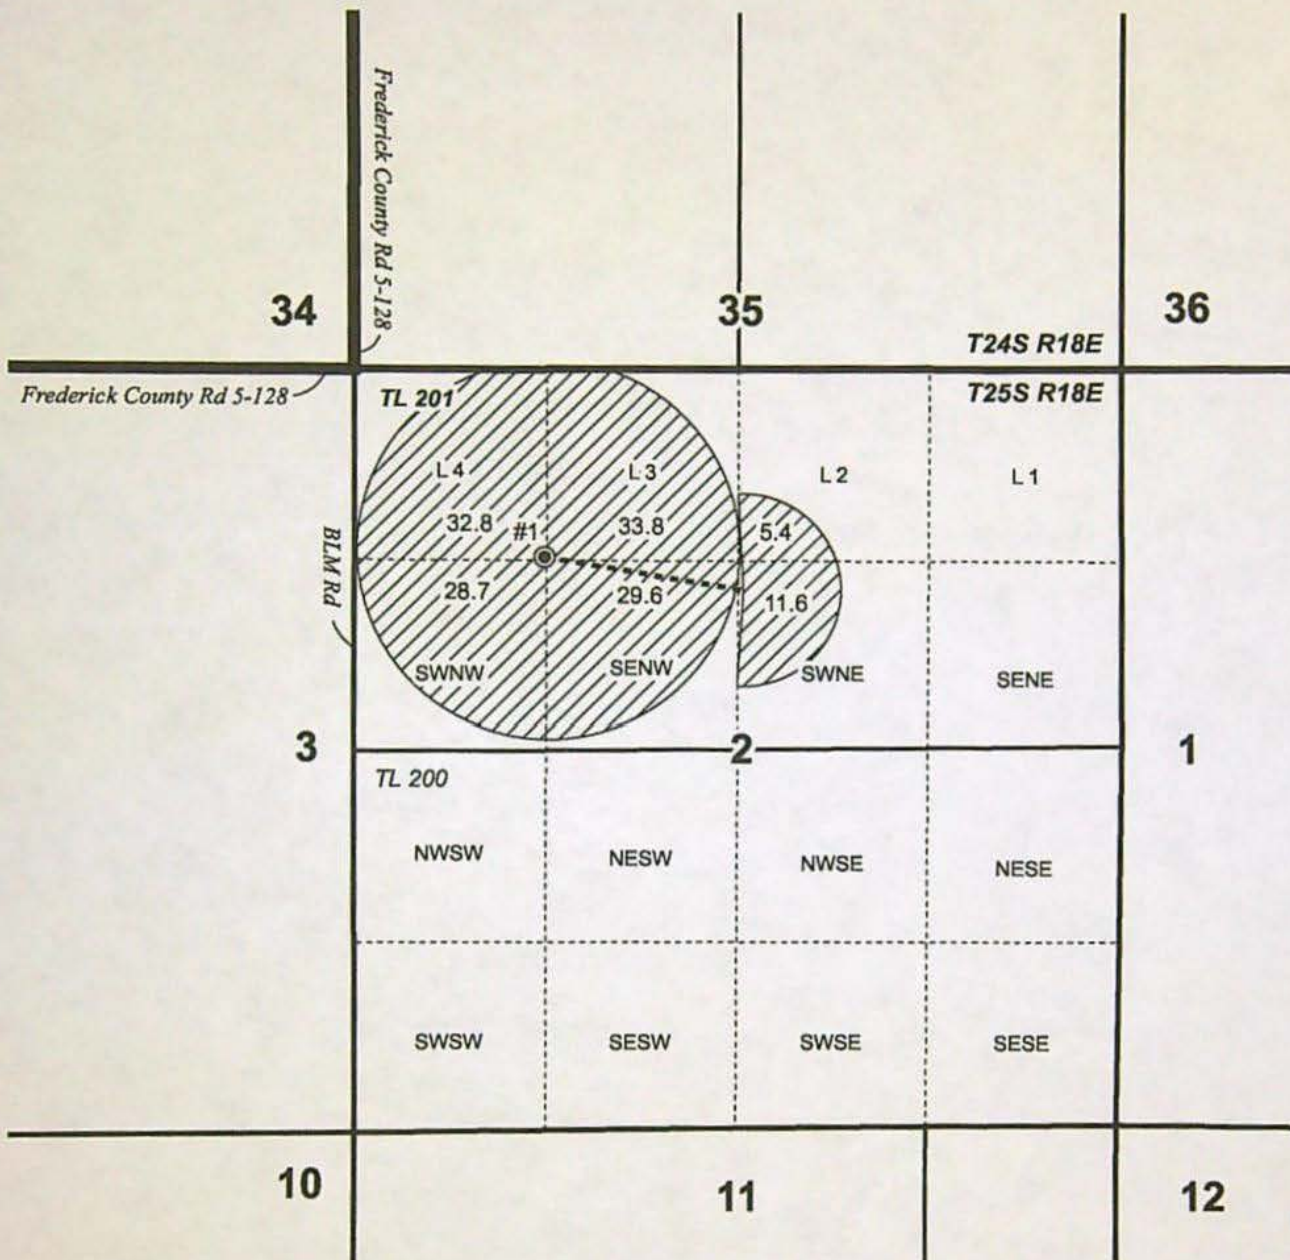 Frederick County Rd 5-128
34
35
36
T24S R18E
Frederick County Rd 5-128
TL 201
T25S R18E
L 4
L 3
L 2
L 1
32.8
#1
33.8
5.4
BLM Rd
28.7
29.6
11.6
SWNW
SENW
SWNE
SENE
3
2
1
TL 200
NWSW
NESW
NWSE
NESE
SWSW
SESW
SWSE
SESE
10
11
12